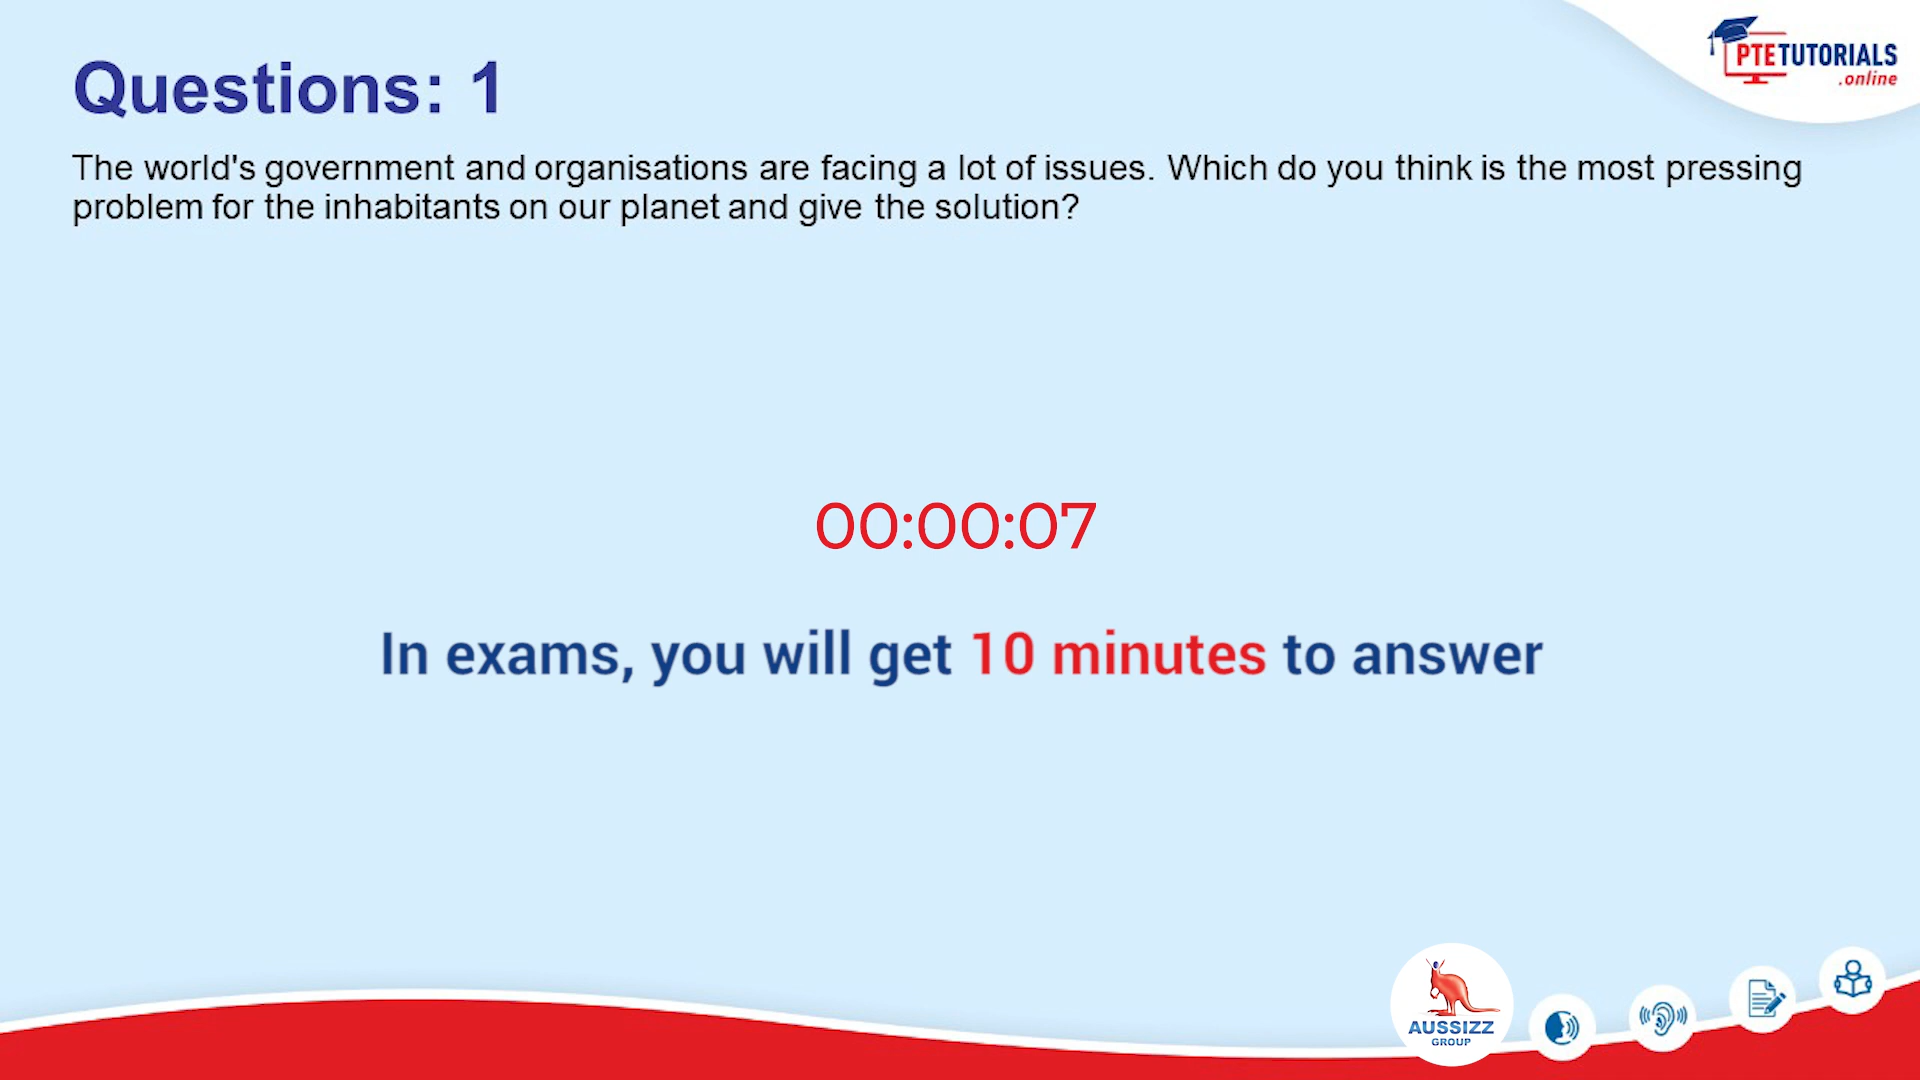 PTETUTORIALS
.online
Questions: 1
The world's government and organisations are facing a lot of issues. Which do you think is the most pressing
problem for the inhabitants on our planet and give the solution?
00:00:07
In exams, you will get 10 minutes to answer
AUSSIZZ
GROUP